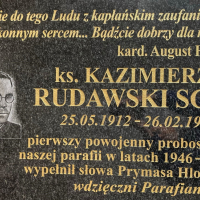 ie do tego Ludu z kapłańskim zaufani
konnym sercem... Bądźcie dobrzy dla
kard. August H
ks. KAZIMIERZ
RUDAWSKI SC
25.05.1912 - 26.02.19
pierwszy powojenny probos
naszej parafii w latach 1946 -
wypełnił słowa Prymasa Hlo
wdzięczni Parafian